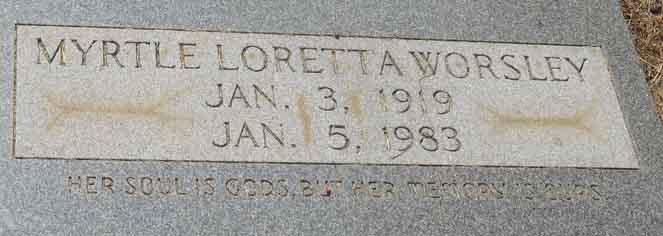 MYRTLE LORETTA WORSLEY
JAN. 3, 1919
JAN. 5, 1983
HER SOUL IS GODS, BUT HER MEMORY IS OURS